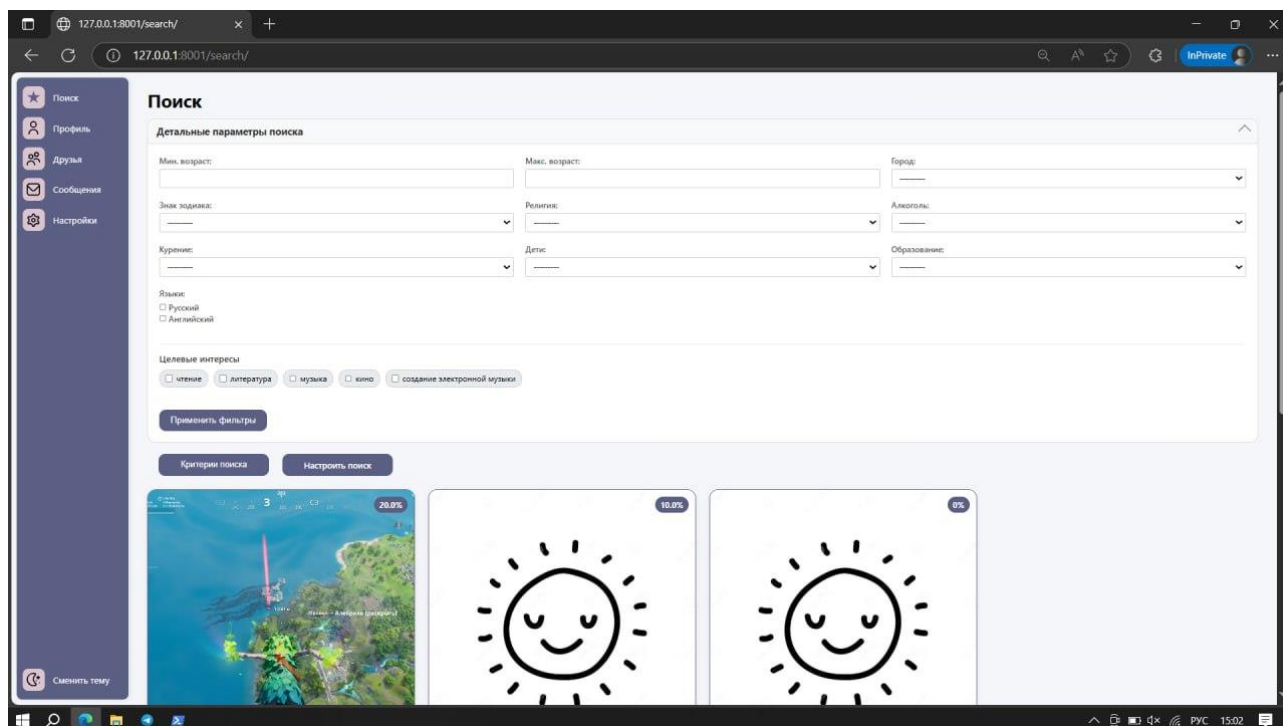 127.0.0.1:8001/search/
127.0.0.1:8001/search/
InPrivate
Поиск
Профиль
Друзья
Сообщения
Настройки
Сменить тему
Поиск
Детальные параметры поиска
Мин. возраст: Макс. возраст: Город:
---------
Знак зодиака: Религия: Алкоголь:
--------- --------- ---------
Курение: Дети: Образование:
--------- --------- ---------
Языки:
Русский
Английский
Целевые интересы
чтение литература музыка кино создание электронной музыки
Применить фильтры
Критерии поиска Настроить поиск
20.0% 10.0% 0%
3
РУС 15:02